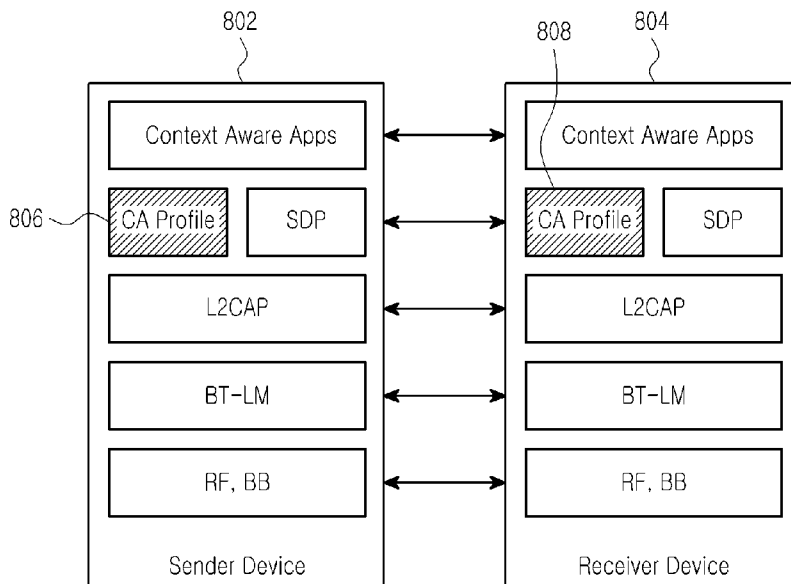 802
808
804
Context Aware Apps
Context Aware Apps
806
CA Profile
SDP
CA Profile
SDP
L2CAP
L2CAP
BT-LM
BT-LM
RF, BB
RF, BB
Sender Device
Receiver Device